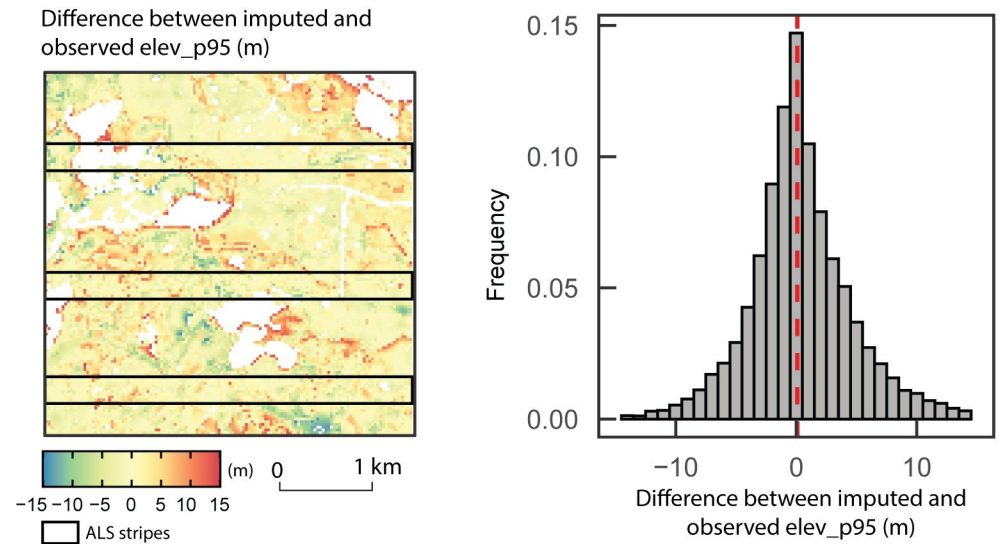 Difference between imputed and
observed elev_p95 (m)
−15 −10 −5 0 5 10 15
(m)
0 1 km
ALS stripes
Frequency
0.15
0.10
0.05
0.00
−10 0 10
Difference between imputed and
observed elev_p95 (m)